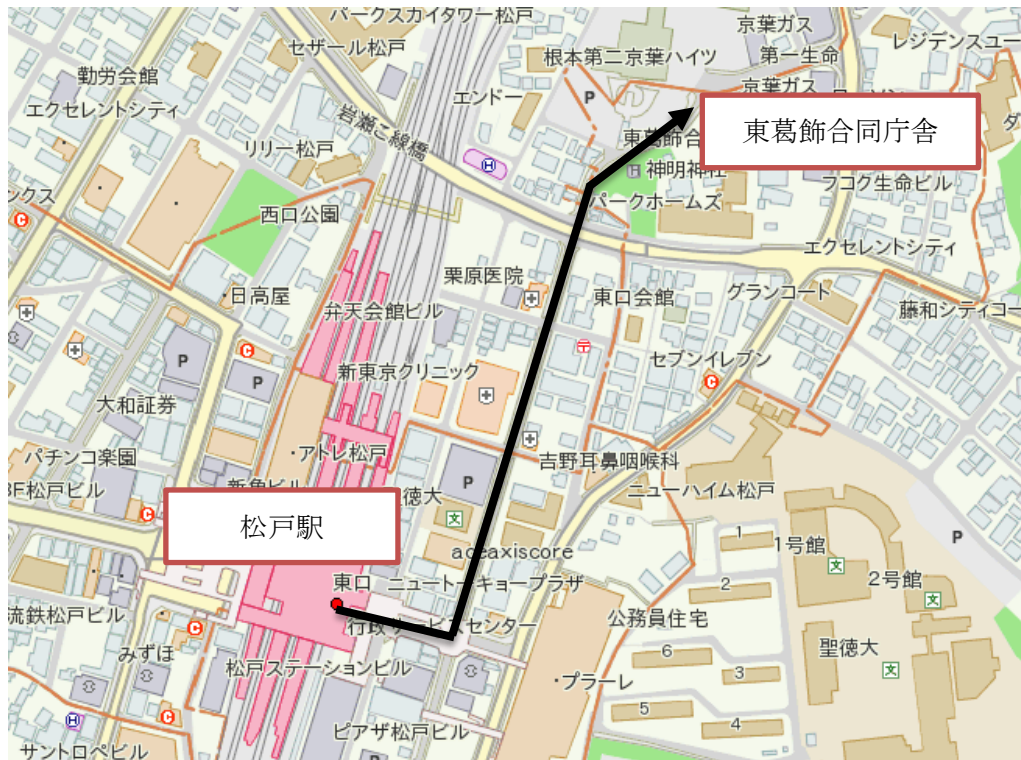 パークスカイタワー松戸
セザール松戸
勤労会館
エクセレントシティ
京葉ガス
第一生命
根本第二京葉ハイツ
レジデンスユー
エンドー
P
京葉ガス
岩瀬こ線橋
東葛飾合同庁舎
東葛飾合
リリー松戸
H
神明神社
フコク生命ビル
パークホームズ
西口公園
C
エクセレントシティ
栗原医院
日高屋
東口会館
グランコート
弁天会館ビル
藤和シティコー
セブンイレブン
P
P
新東京クリニック
C
C
大和証券
アトレ松戸
パチンコ楽園
吉野耳鼻咽喉科
3F松戸ビル
P
聖徳大
ニューハイム松戸
文
C
松戸駅
1
1号館
P
文
2号館
文
東口
ニュートーキョープラザ
2
公務員住宅
流鉄松戸ビル
C
行政サービスセンター
みずほ
6
聖徳大
文
松戸ステーションビル
3
プラーレ
5
4
H
C
ピアザ松戸ビル
サントロペビル